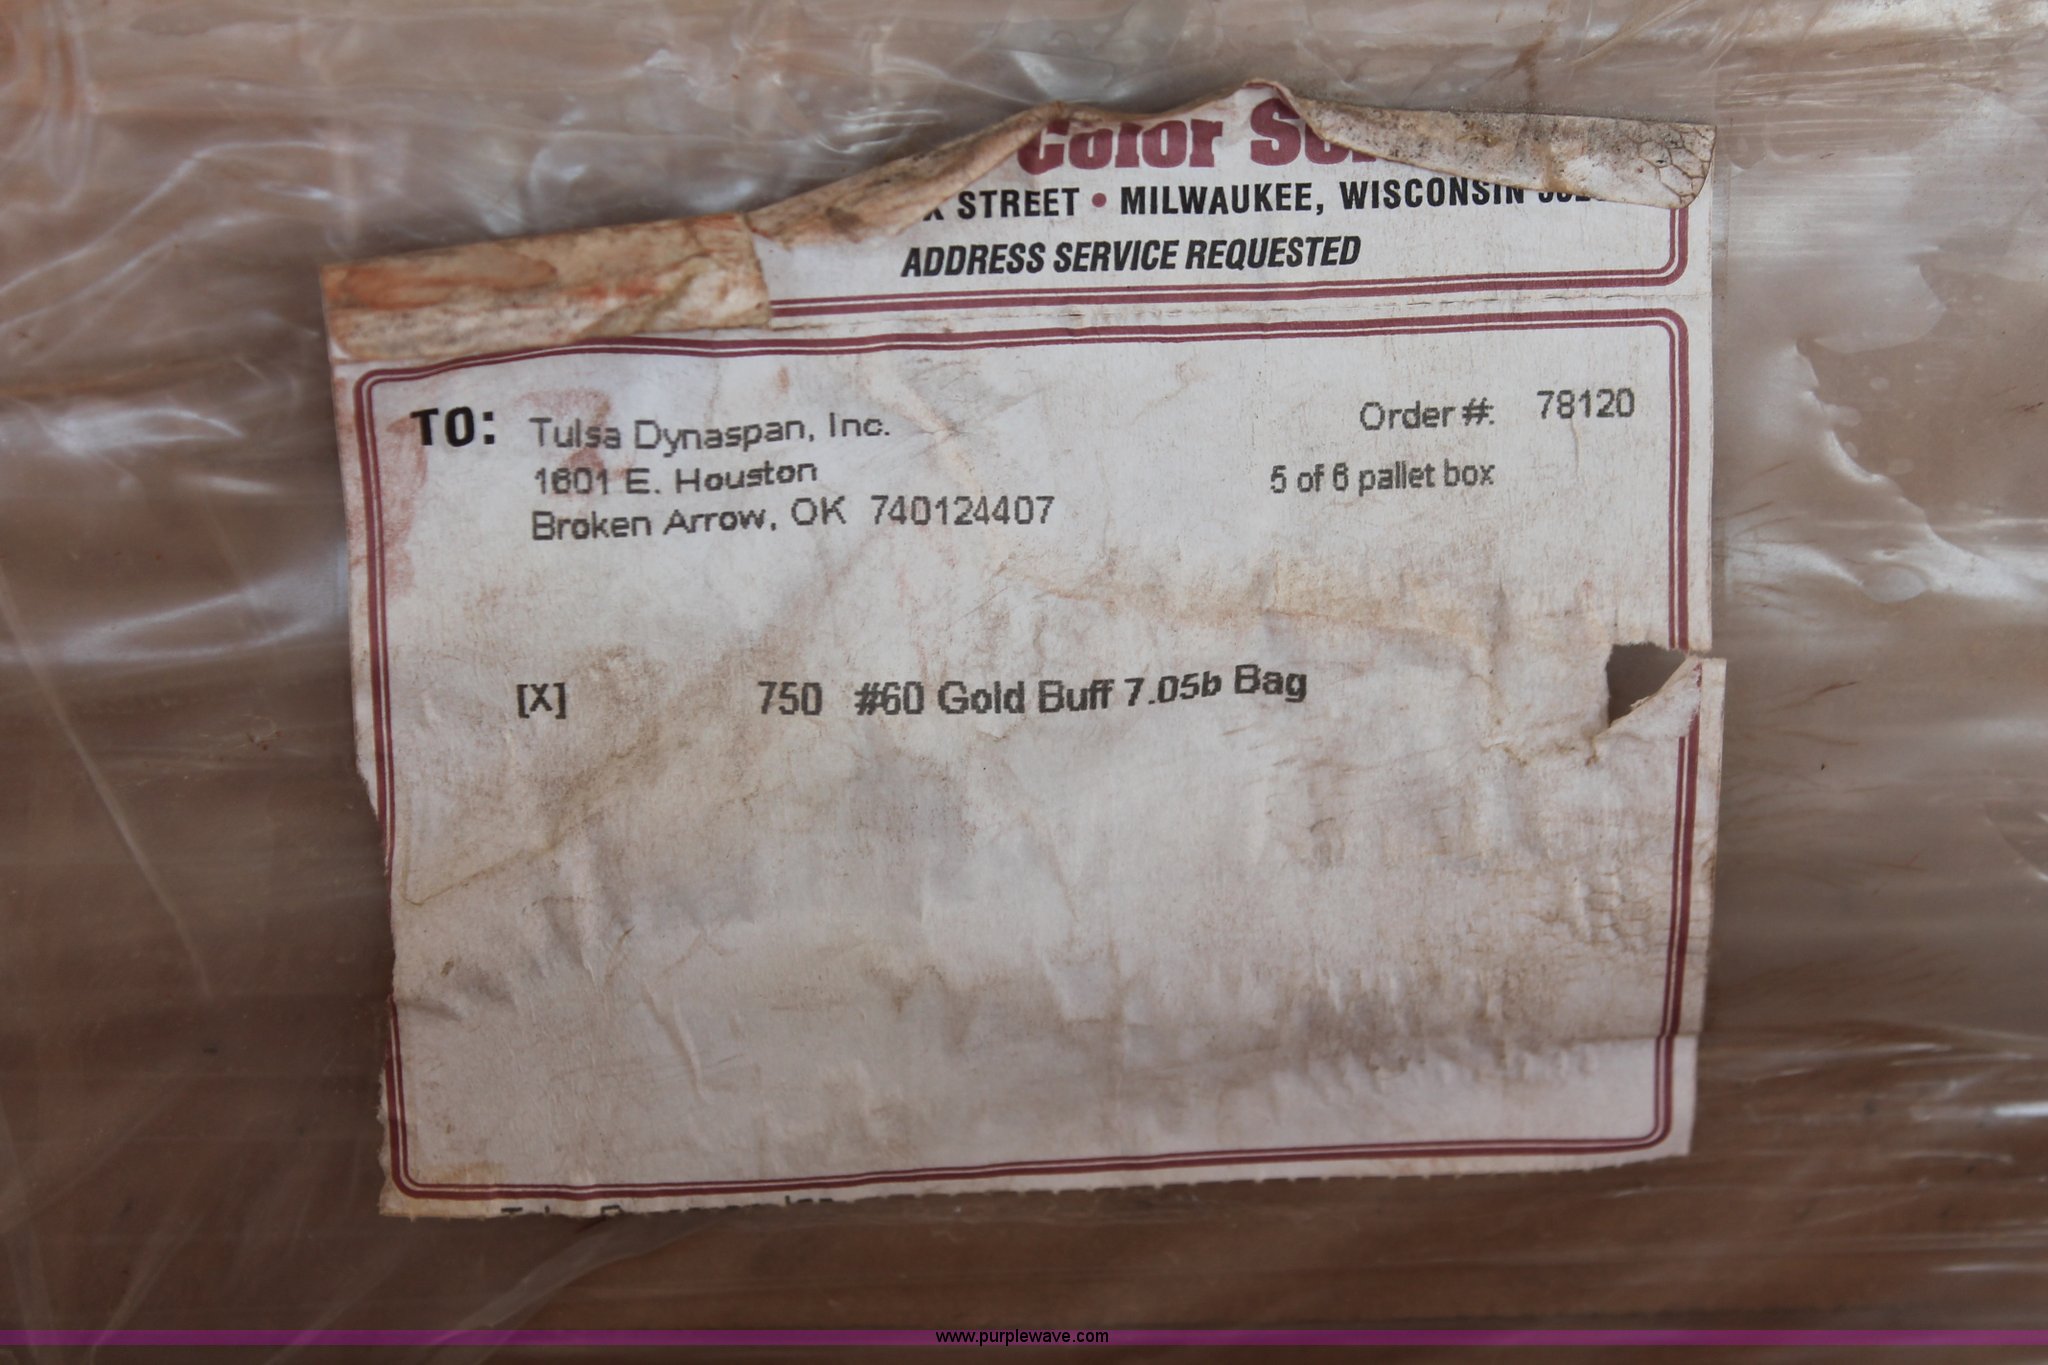 Color
STREET • MILWAUKEE, WISCONSIN
ADDRESS SERVICE REQUESTED
TO: Tulsa Dynaspan, Inc. Order #: 78120
1601 E. Houston 5 of 6 pallet box
Broken Arrow, OK 740124407
[X] 750 #60 Gold Buff 7.05b Bag
www.purplewave.com